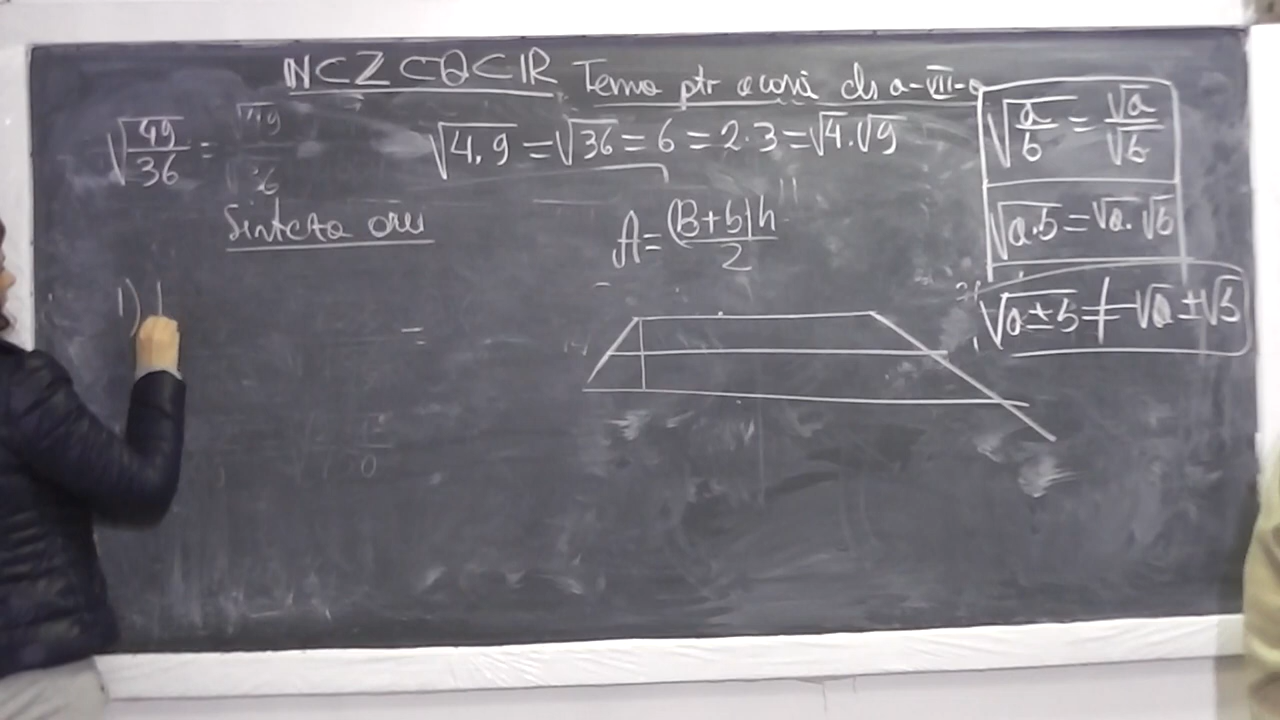 N⊂Z⊂Q⊂R Tema ptr acasă cls a-VII-a
√(49/36) = √49/√36
√(4.9) = √36 = 6 = 2·3 = √4·√9
√(a/b) = √a/√b
√(a·b) = √a·√b
√(a±b) ≠ √a ± √b
Sinteza orei
A = (B+b)h/2
1)
=